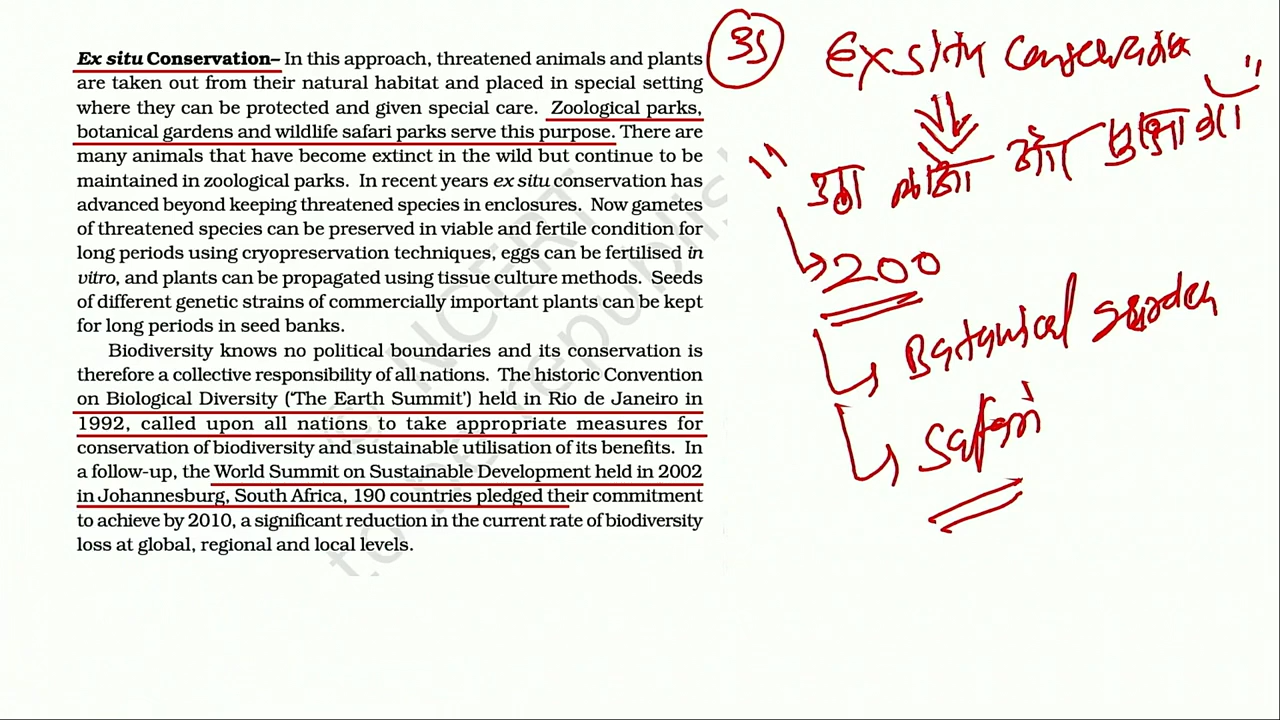 Ex situ Conservation– In this approach, threatened animals and plants
are taken out from their natural habitat and placed in special setting
where they can be protected and given special care. Zoological parks,
botanical gardens and wildlife safari parks serve this purpose. There are
many animals that have become extinct in the wild but continue to be
maintained in zoological parks. In recent years ex situ conservation has
advanced beyond keeping threatened species in enclosures. Now gametes
of threatened species can be preserved in viable and fertile condition for
long periods using cryopreservation techniques, eggs can be fertilised in
vitro, and plants can be propagated using tissue culture methods. Seeds
of different genetic strains of commercially important plants can be kept
for long periods in seed banks.
Biodiversity knows no political boundaries and its conservation is
therefore a collective responsibility of all nations. The historic Convention
on Biological Diversity ('The Earth Summit') held in Rio de Janeiro in
1992, called upon all nations to take appropriate measures for
conservation of biodiversity and sustainable utilisation of its benefits. In
a follow-up, the World Summit on Sustainable Development held in 2002
in Johannesburg, South Africa, 190 countries pledged their commitment
to achieve by 2010, a significant reduction in the current rate of biodiversity
loss at global, regional and local levels.
Ex situ
200
Botanical Garden
Safari
© NCERT